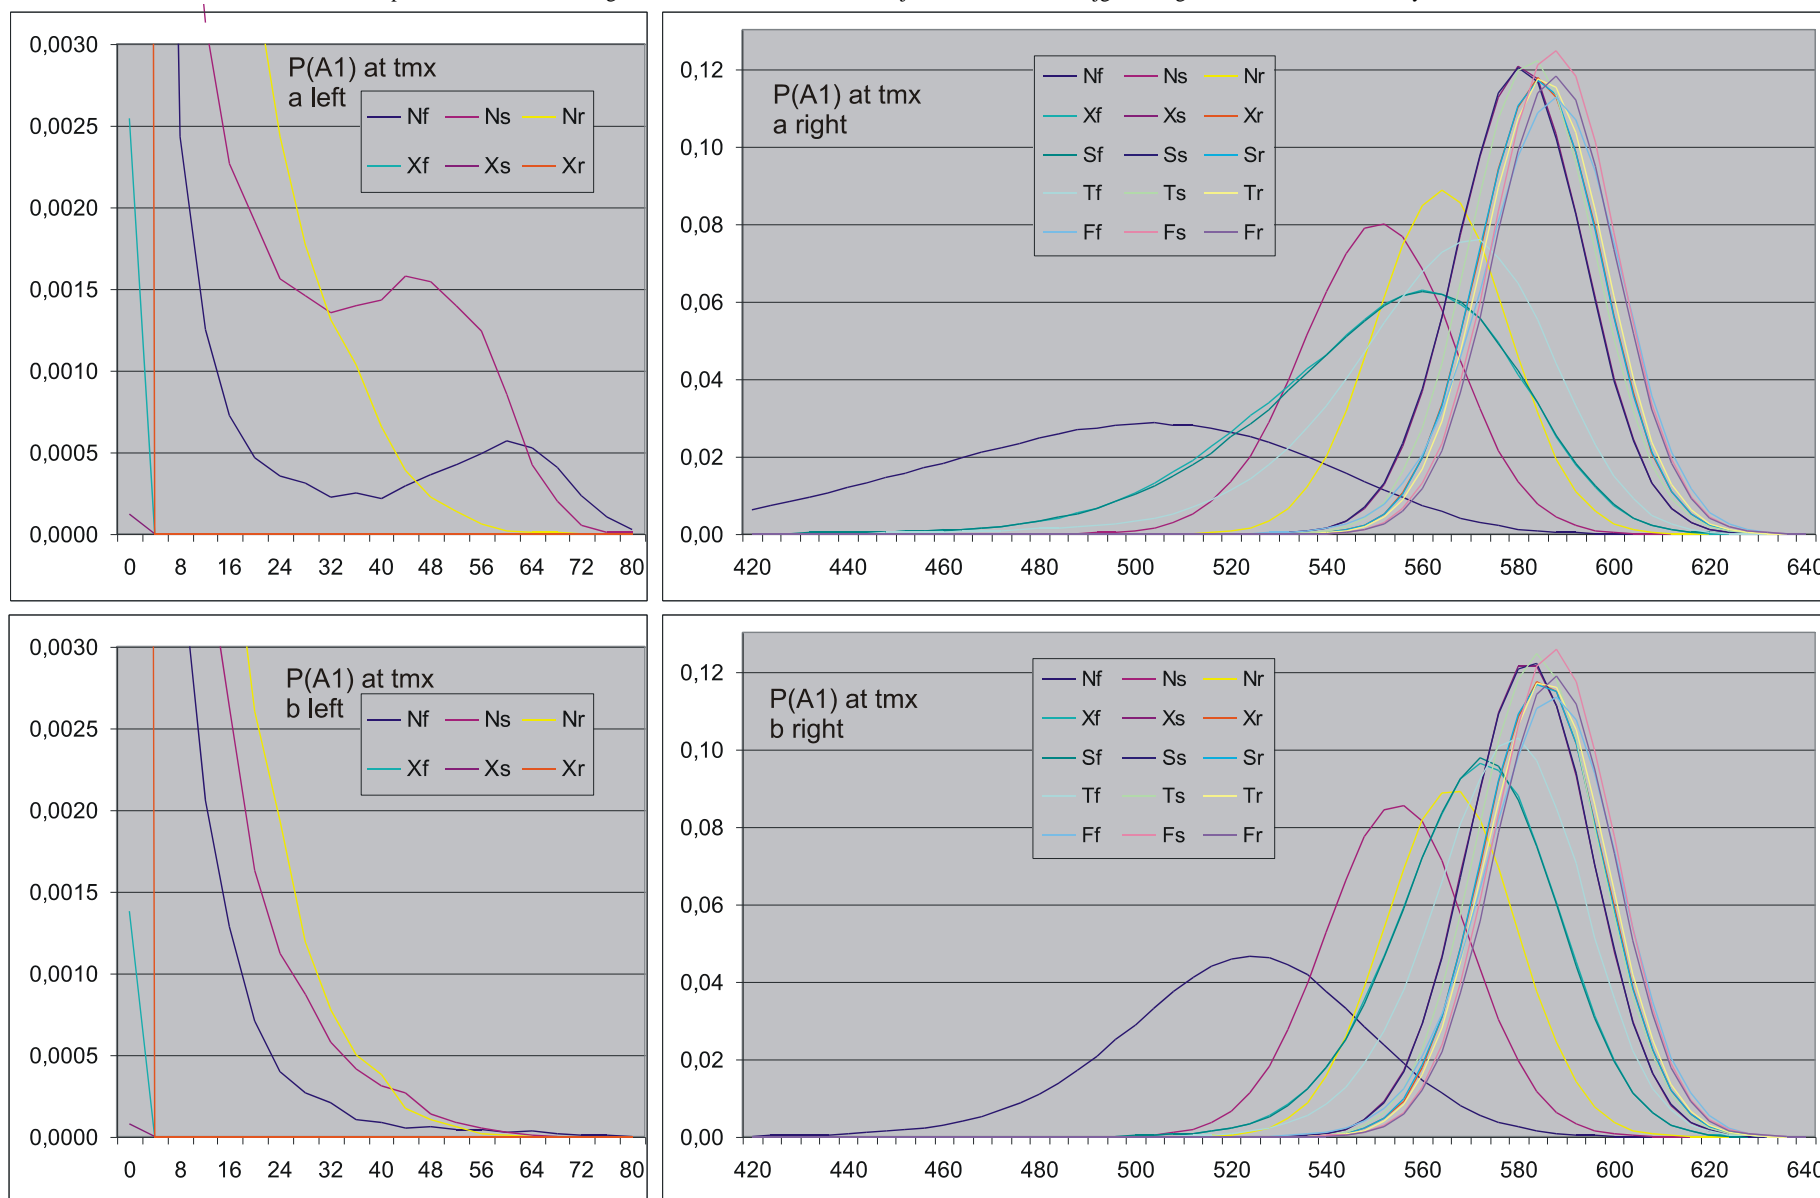 0,0030
0,0025
0,0020
0,0015
0,0010
0,0005
0,0000
P(A1) at tmx
a left
Nf Ns Nr
Xf Xs Xr
0 8 16 24 32 40 48 56 64 72 80
0,12
0,10
0,08
0,06
0,04
0,02
0,00
P(A1) at tmx
a right
Nf Ns Nr
Xf Xs Xr
Sf Ss Sr
Tf Ts Tr
Ff Fs Fr
420 440 460 480 500 520 540 560 580 600 620 640
0,0030
0,0025
0,0020
0,0015
0,0010
0,0005
0,0000
P(A1) at tmx
b left
Nf Ns Nr
Xf Xs Xr
0 8 16 24 32 40 48 56 64 72 80
0,12
0,10
0,08
0,06
0,04
0,02
0,00
P(A1) at tmx
b right
Nf Ns Nr
Xf Xs Xr
Sf Ss Sr
Tf Ts Tr
Ff Fs Fr
420 440 460 480 500 520 540 560 580 600 620 640